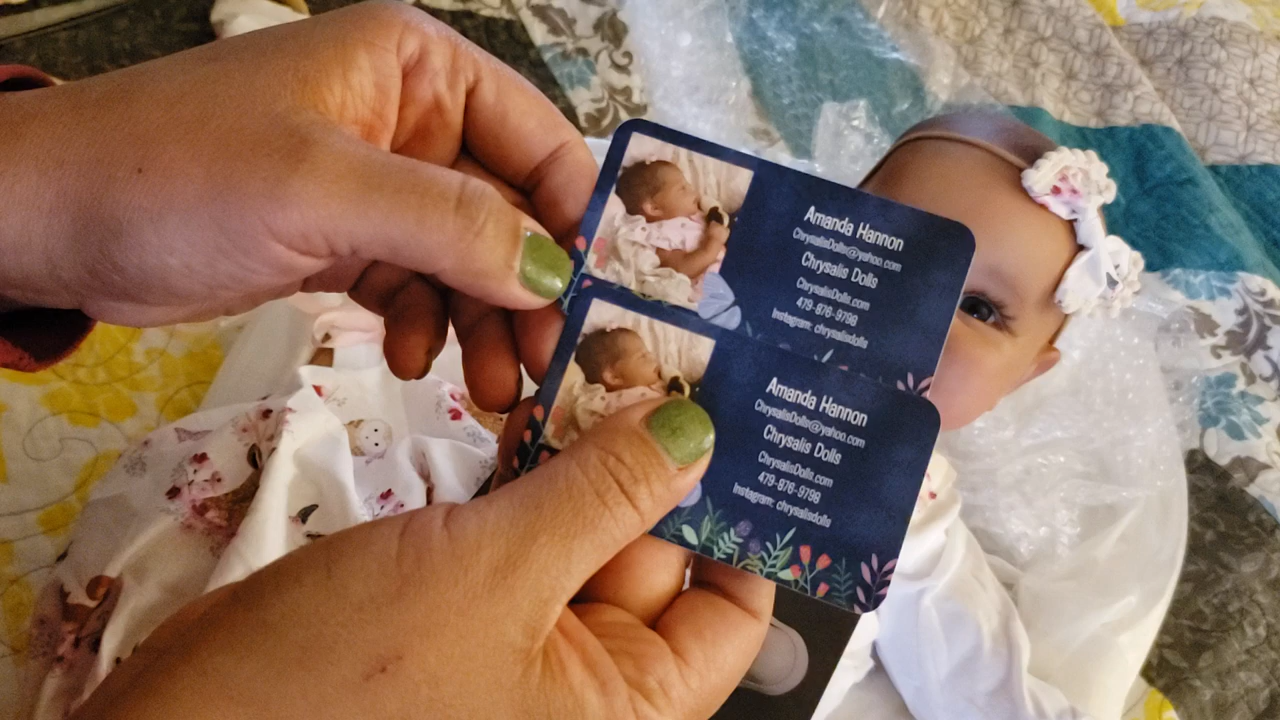 Amanda Hannon
ChrysalisDolls@yahoo.com
Chrysalis Dolls
ChrysalisDolls.com
479-876-9798
Instagram: chrysalisdolls
Amanda Hannon
ChrysalisDolls@yahoo.com
Chrysalis Dolls
ChrysalisDolls.com
479-876-9798
Instagram: chrysalisdolls